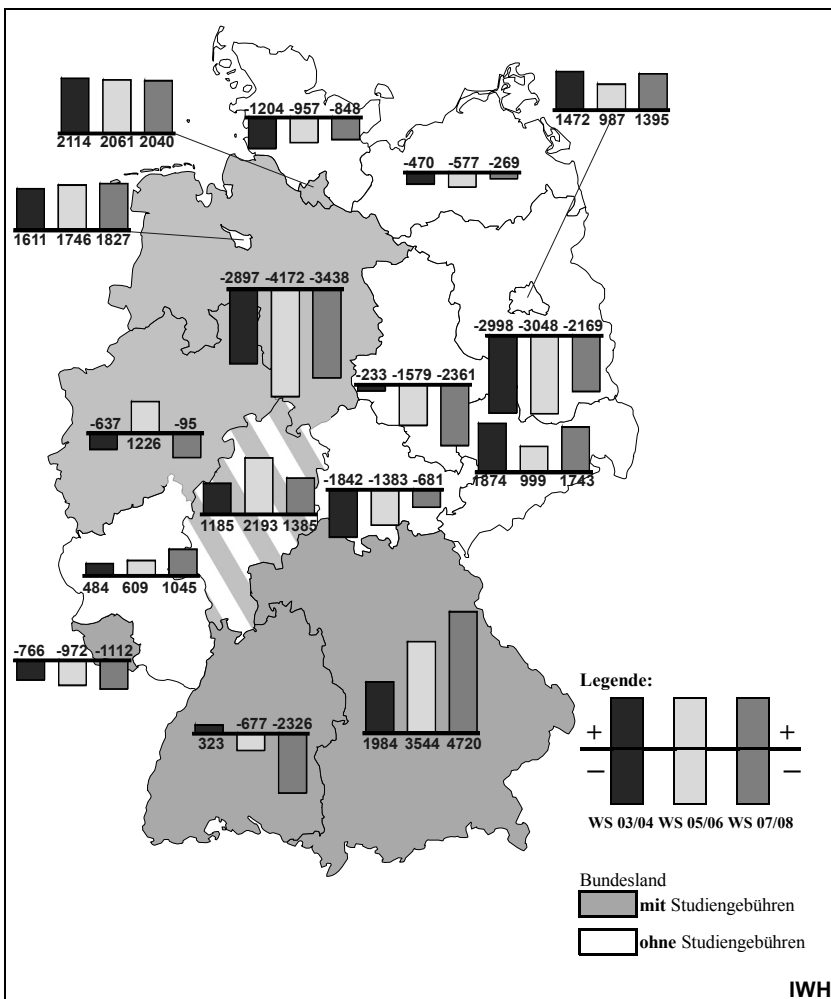 2114 2061 2040
-1204 -957 -848
1472 987 1395
-470 -577 -269
1611 1746 1827
-2897 -4172 -3438
-2998 -3048 -2169
-233 -1579 -2361
-637 -95
1226
1874 999 1743
-1842 -1383 -681
1185 2193 1385
484 609 1045
-766 -972 -1112
-677 -2326
323
1984 3544 4720
Legende:
+ +
– –
WS 03/04 WS 05/06 WS 07/08
Bundesland
mit Studiengebühren
ohne Studiengebühren
IWH